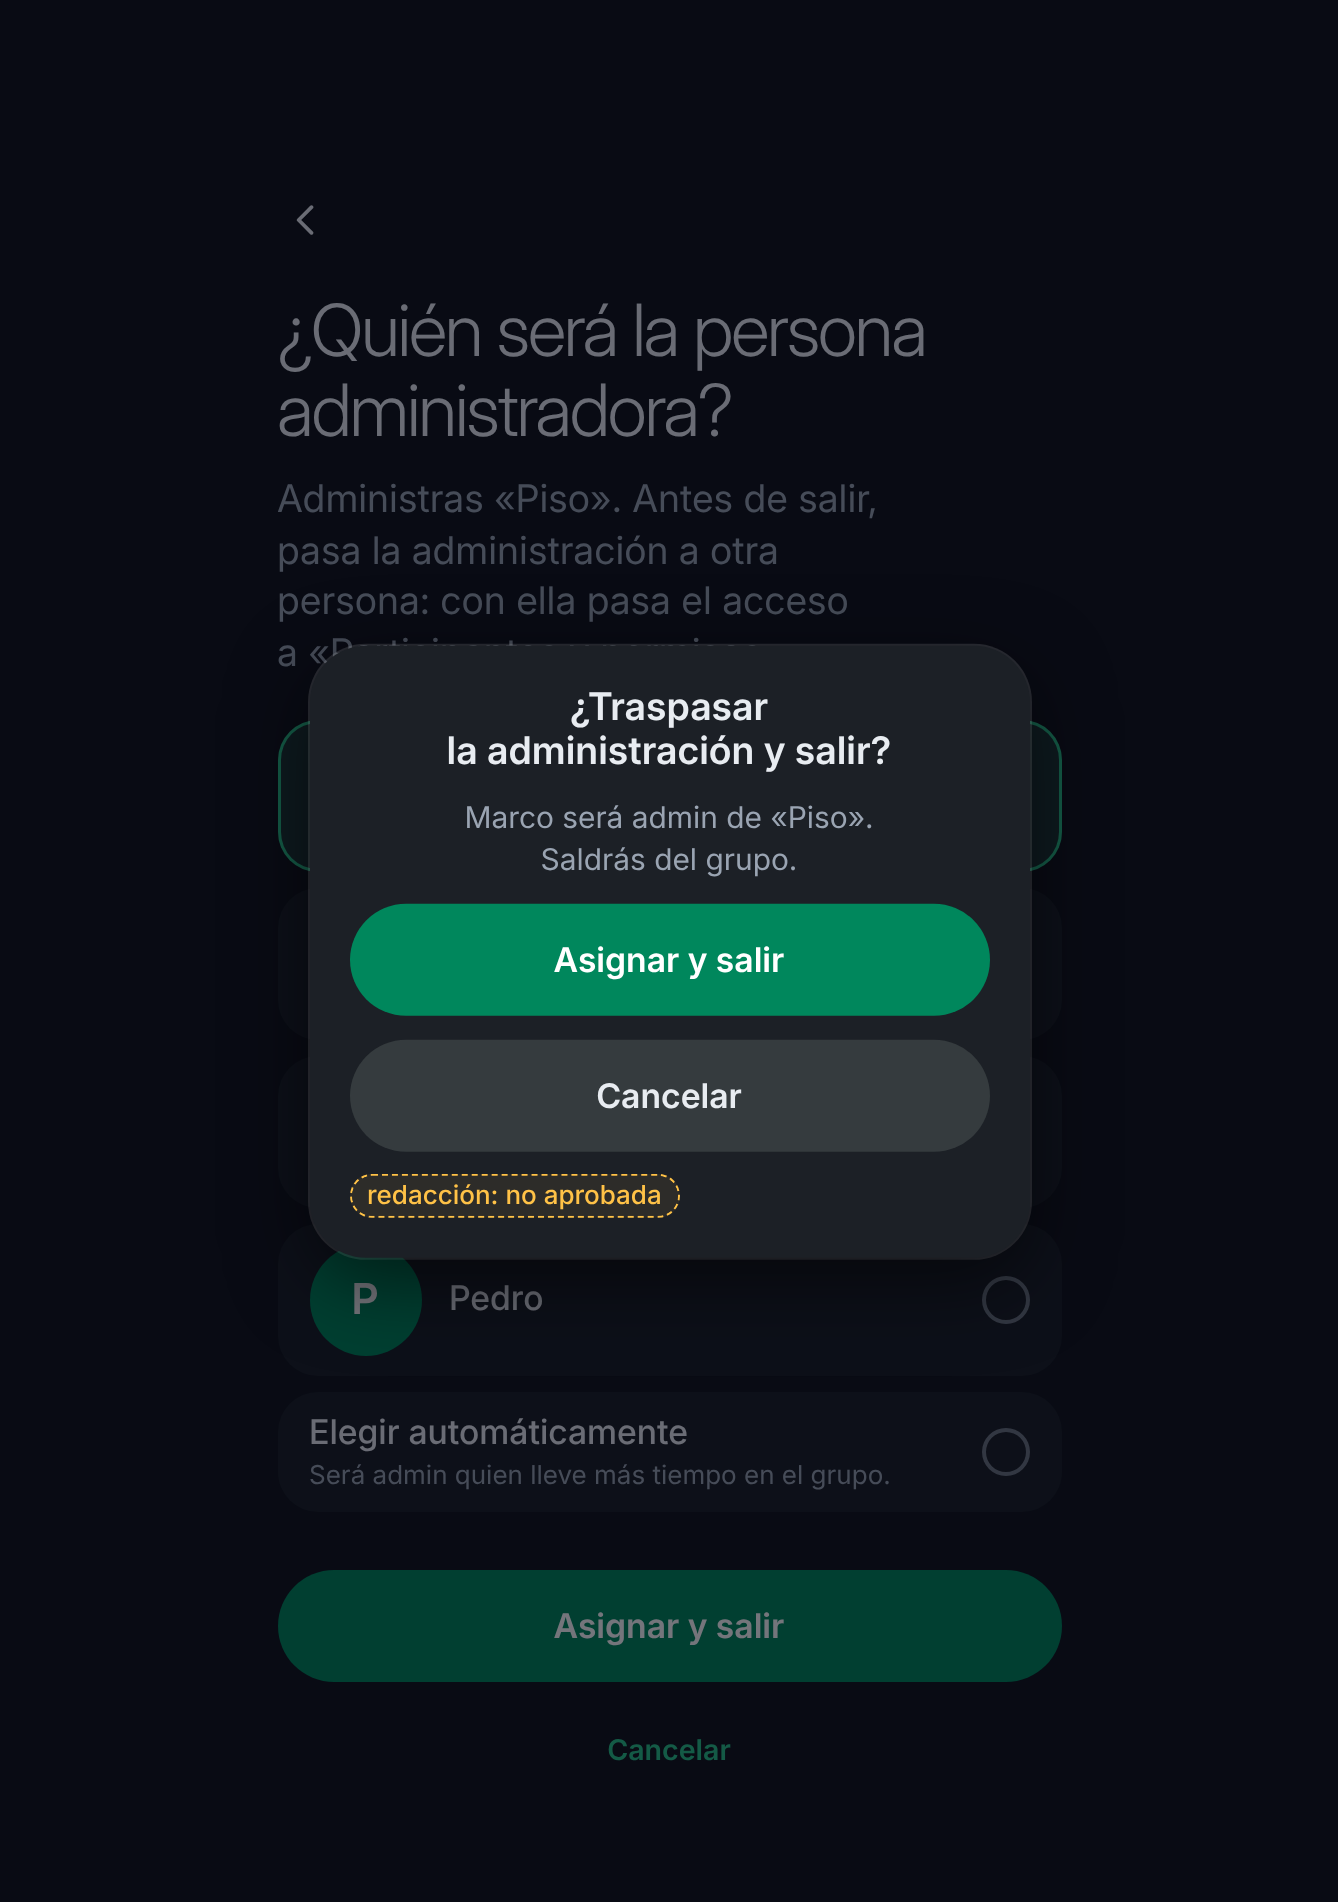 ¿Quién será la persona
administradora?
Administras «Piso». Antes de salir,
pasa la administración a otra
persona: con ella pasa el acceso
a
¿Traspasar
la administración y salir?
Marco será admin de «Piso».
Saldrás del grupo.
Asignar y salir
Cancelar
redacción: no aprobada
P
Pedro
Elegir automáticamente
Será admin quien lleve más tiempo en el grupo.
Asignar y salir
Cancelar